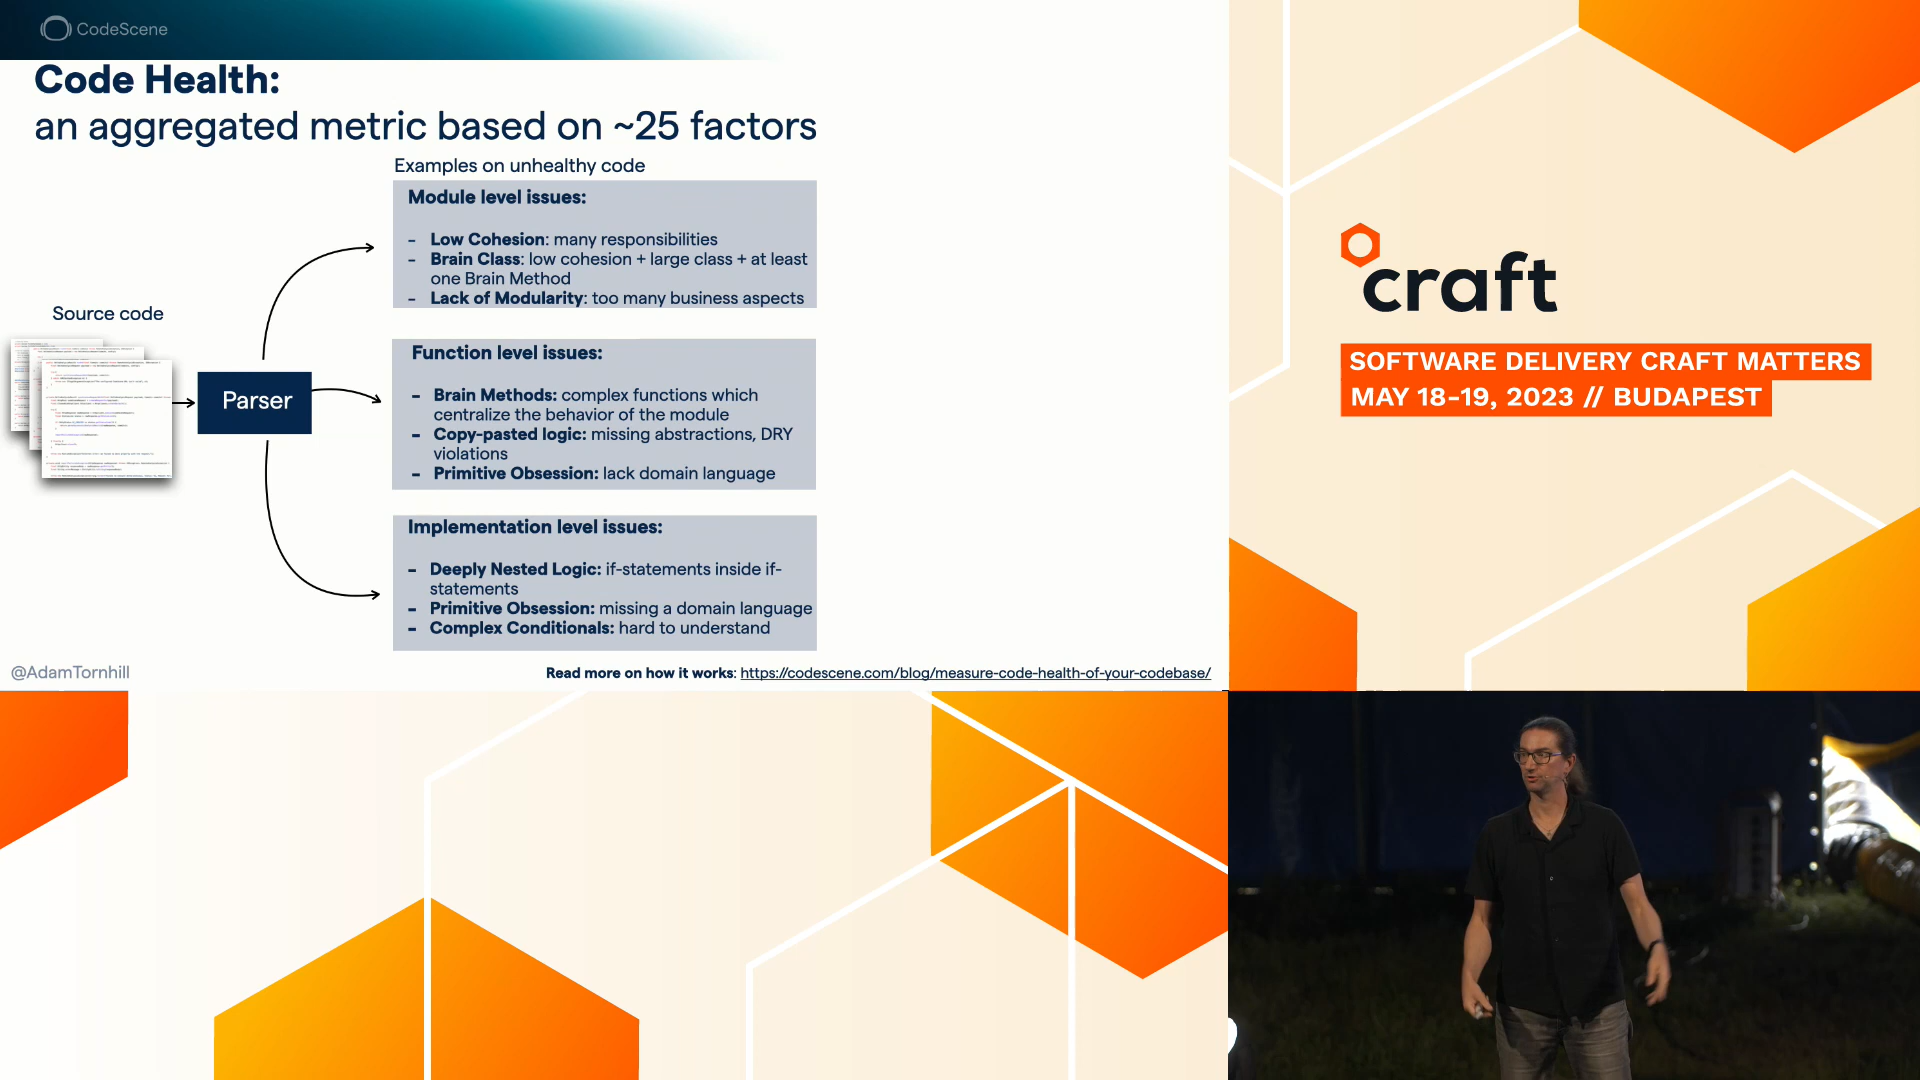 CodeScene
Code Health:
an aggregated metric based on ~25 factors
Examples on unhealthy code
Module level issues:
- Low Cohesion: many responsibilities
- Brain Class: low cohesion + large class + at least
one Brain Method
- Lack of Modularity: too many business aspects
Source code
Parser
Function level issues:
- Brain Methods: complex functions which
centralize the behavior of the module
- Copy-pasted logic: missing abstractions, DRY
violations
- Primitive Obsession: lack domain language
Implementation level issues:
- Deeply Nested Logic: if-statements inside if-
statements
- Primitive Obsession: missing a domain language
- Complex Conditionals: hard to understand
@AdamTornhill
Read more on how it works: https://codescene.com/blog/measure-code-health-of-your-codebase/
craft
SOFTWARE DELIVERY CRAFT MATTERS
MAY 18-19, 2023 // BUDAPEST